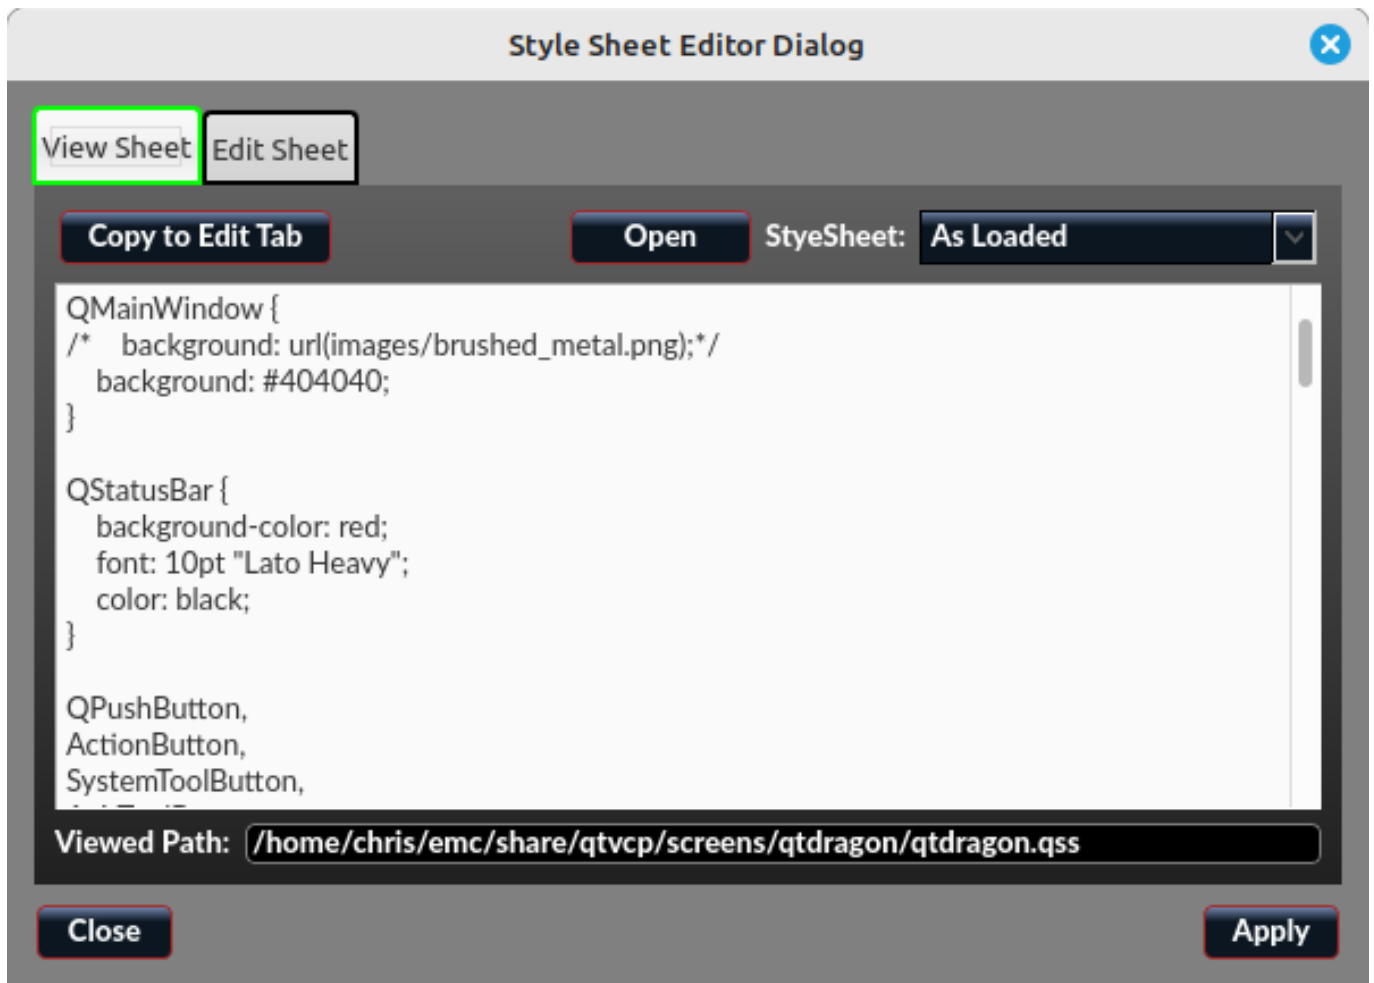 Style Sheet Editor Dialog
View Sheet Edit Sheet
Copy to Edit Tab Open StyeSheet: As Loaded
QMainWindow {
/*    background: url(images/brushed_metal.png);*/
    background: #404040;
}
QStatusBar {
    background-color: red;
    font: 10pt "Lato Heavy";
    color: black;
}
QPushButton,
ActionButton,
SystemToolButton,
Viewed Path: /home/chris/emc/share/qtvcp/screens/qtdragon/qtdragon.qss
Close Apply